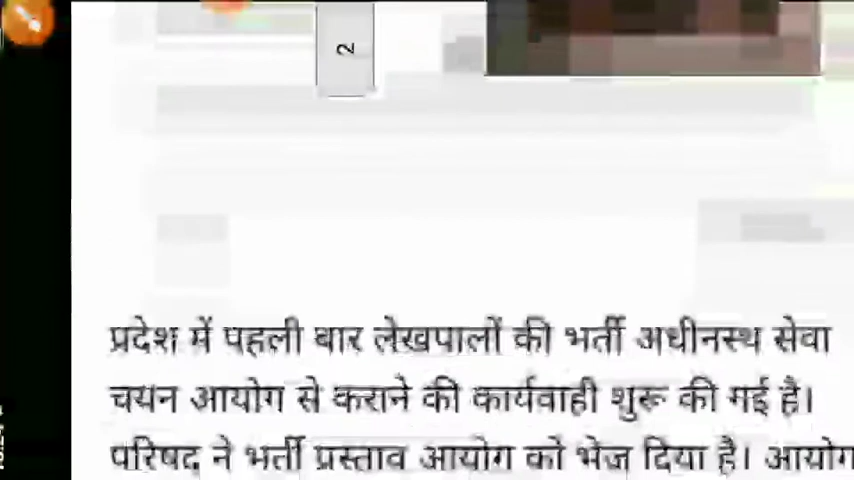 2
प्रदेश में पहली बार लेखपालों की भर्ती अधीनस्थ सेवा
चयन आयोग से कराने की कार्यवाही शुरू की गई है।
परिषद ने भर्ती प्रस्ताव आयोग को भेज दिया है। आयोग